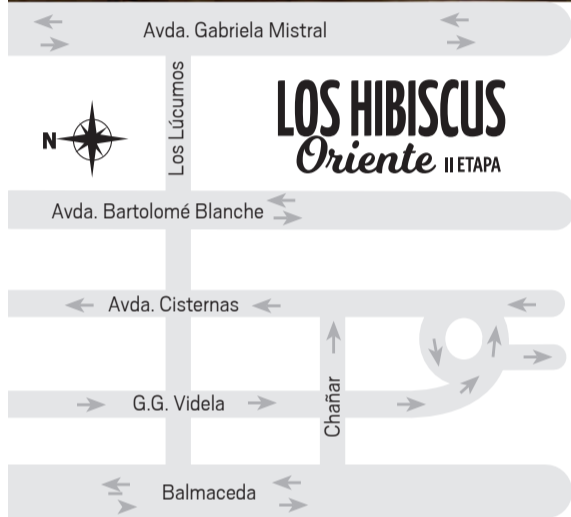 Avda. Gabriela Mistral
Los Lúcumos
N
LOS HIBISCUS
Oriente II ETAPA
Avda. Bartolomé Blanche
Avda. Cisternas
G.G. Videla
Chañar
Balmaceda